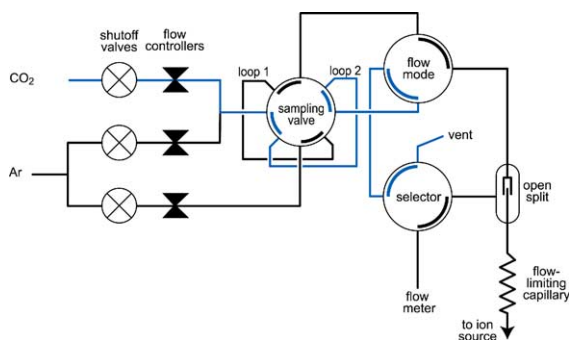 shutoff
valves
flow
controllers
CO₂
loop 1
loop 2
flow
mode
sampling
valve
vent
Ar
selector
open
split
flow
meter
flow-
limiting
capillary
to ion
source